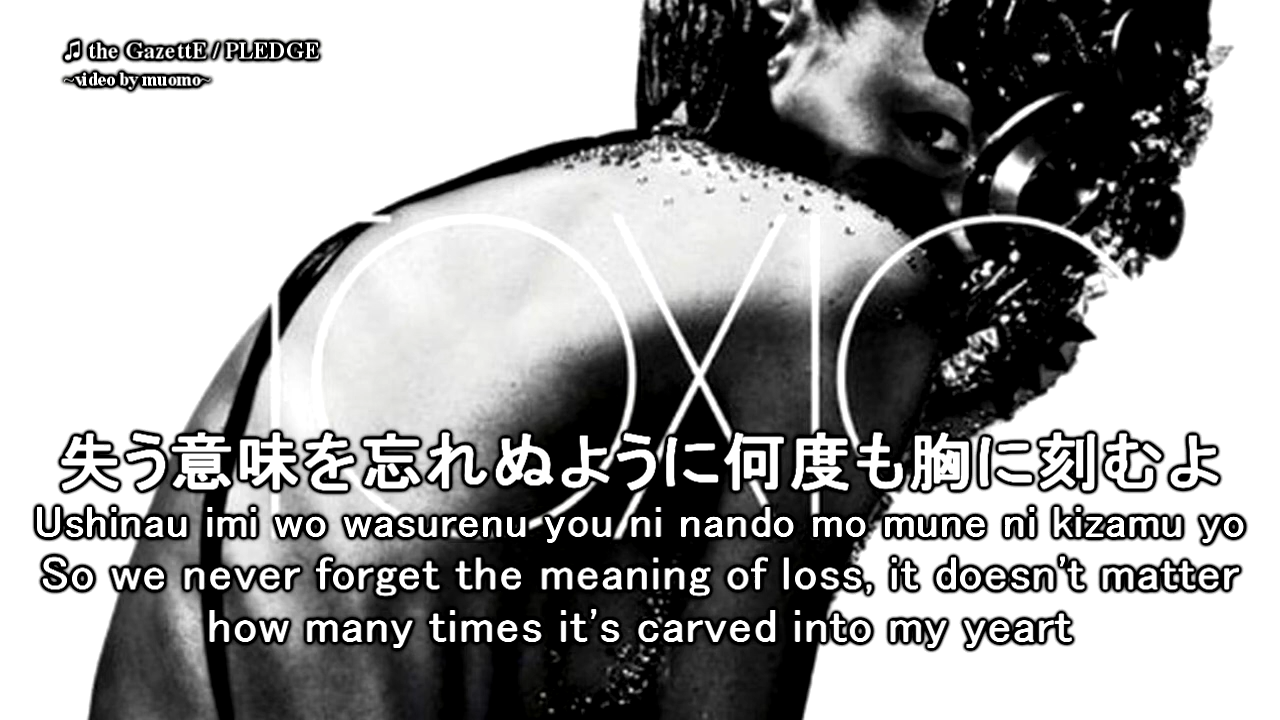 ♫ the GazettE / PLEDGE
~video by muomo~
TOXIC
失う意味を忘れぬように何度も胸に刻むよ
Ushinau imi wo wasurenu you ni nando mo mune ni kizamu yo
So we never forget the meaning of loss, it doesn't matter
how many times it's carved into my yeart